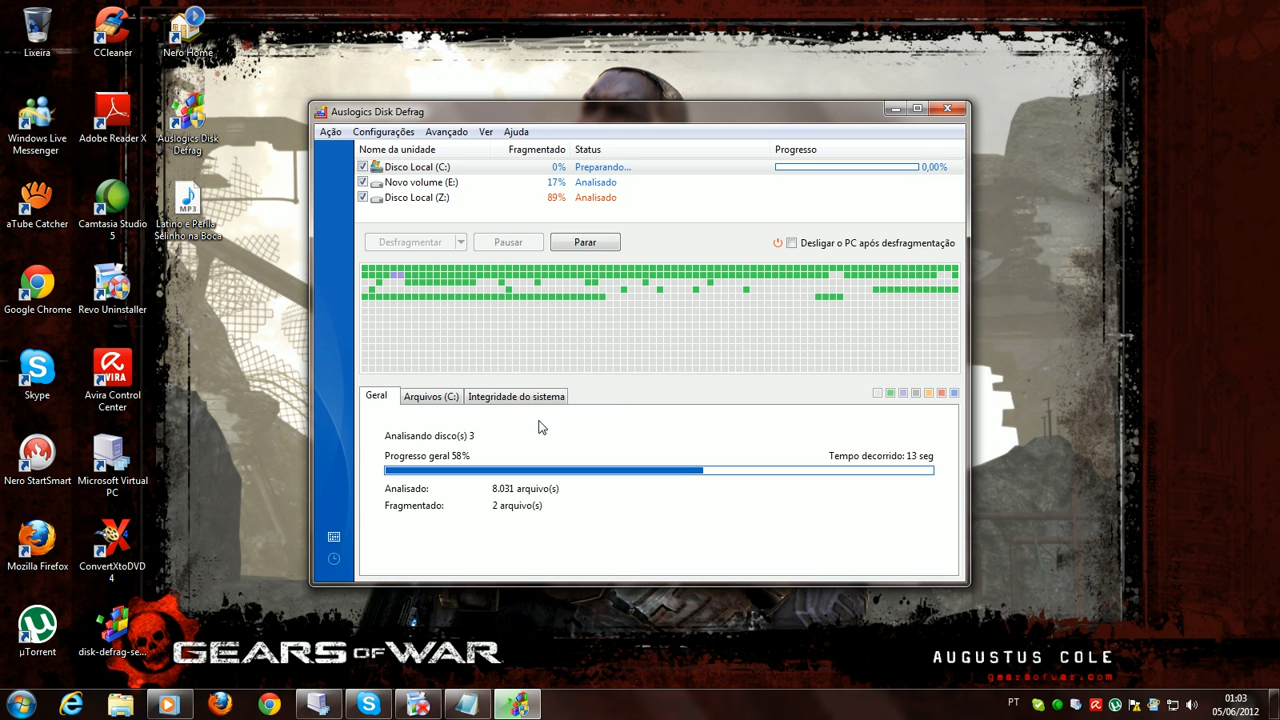 Lixeira
CCleaner
Nero Home
Windows Live Messenger
Adobe Reader X
Auslogics Disk Defrag
aTube Catcher
Camtasia Studio 5
MP3
Latino e Perlla Selinho na Boca
Google Chrome
Revo Uninstaller
Skype
AVIRA
Avira Control Center
Nero StartSmart
Microsoft Virtual PC
Mozilla Firefox
ConvertXtoDVD 4
µTorrent
disk-defrag-se...
Auslogics Disk Defrag
Ação Configurações Avançado Ver Ajuda
Nome da unidade Fragmentado Status Progresso
Disco Local (C:) 0% Preparando... 0,00%
Novo volume (E:) 17% Analisado
Disco Local (Z:) 89% Analisado
Desfragmentar Pausar Parar Desligar o PC após desfragmentação
Geral Arquivos (C:) Integridade do sistema
Analisando disco(s) 3
Progresso geral 58% Tempo decorrido: 13 seg
Analisado: 8.031 arquivo(s)
Fragmentado: 2 arquivo(s)
GEARS OF WAR
AUGUSTUS COLE
gearsofwar.com
PT
01:03
05/06/2012